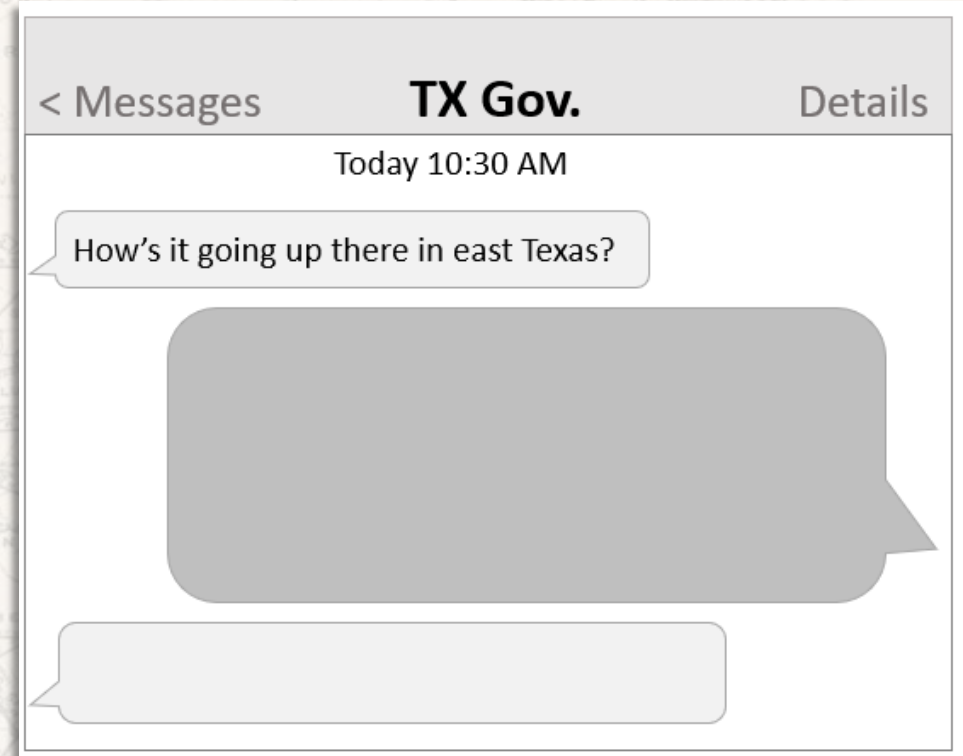 < Messages TX Gov. Details
Today 10:30 AM
How's it going up there in east Texas?